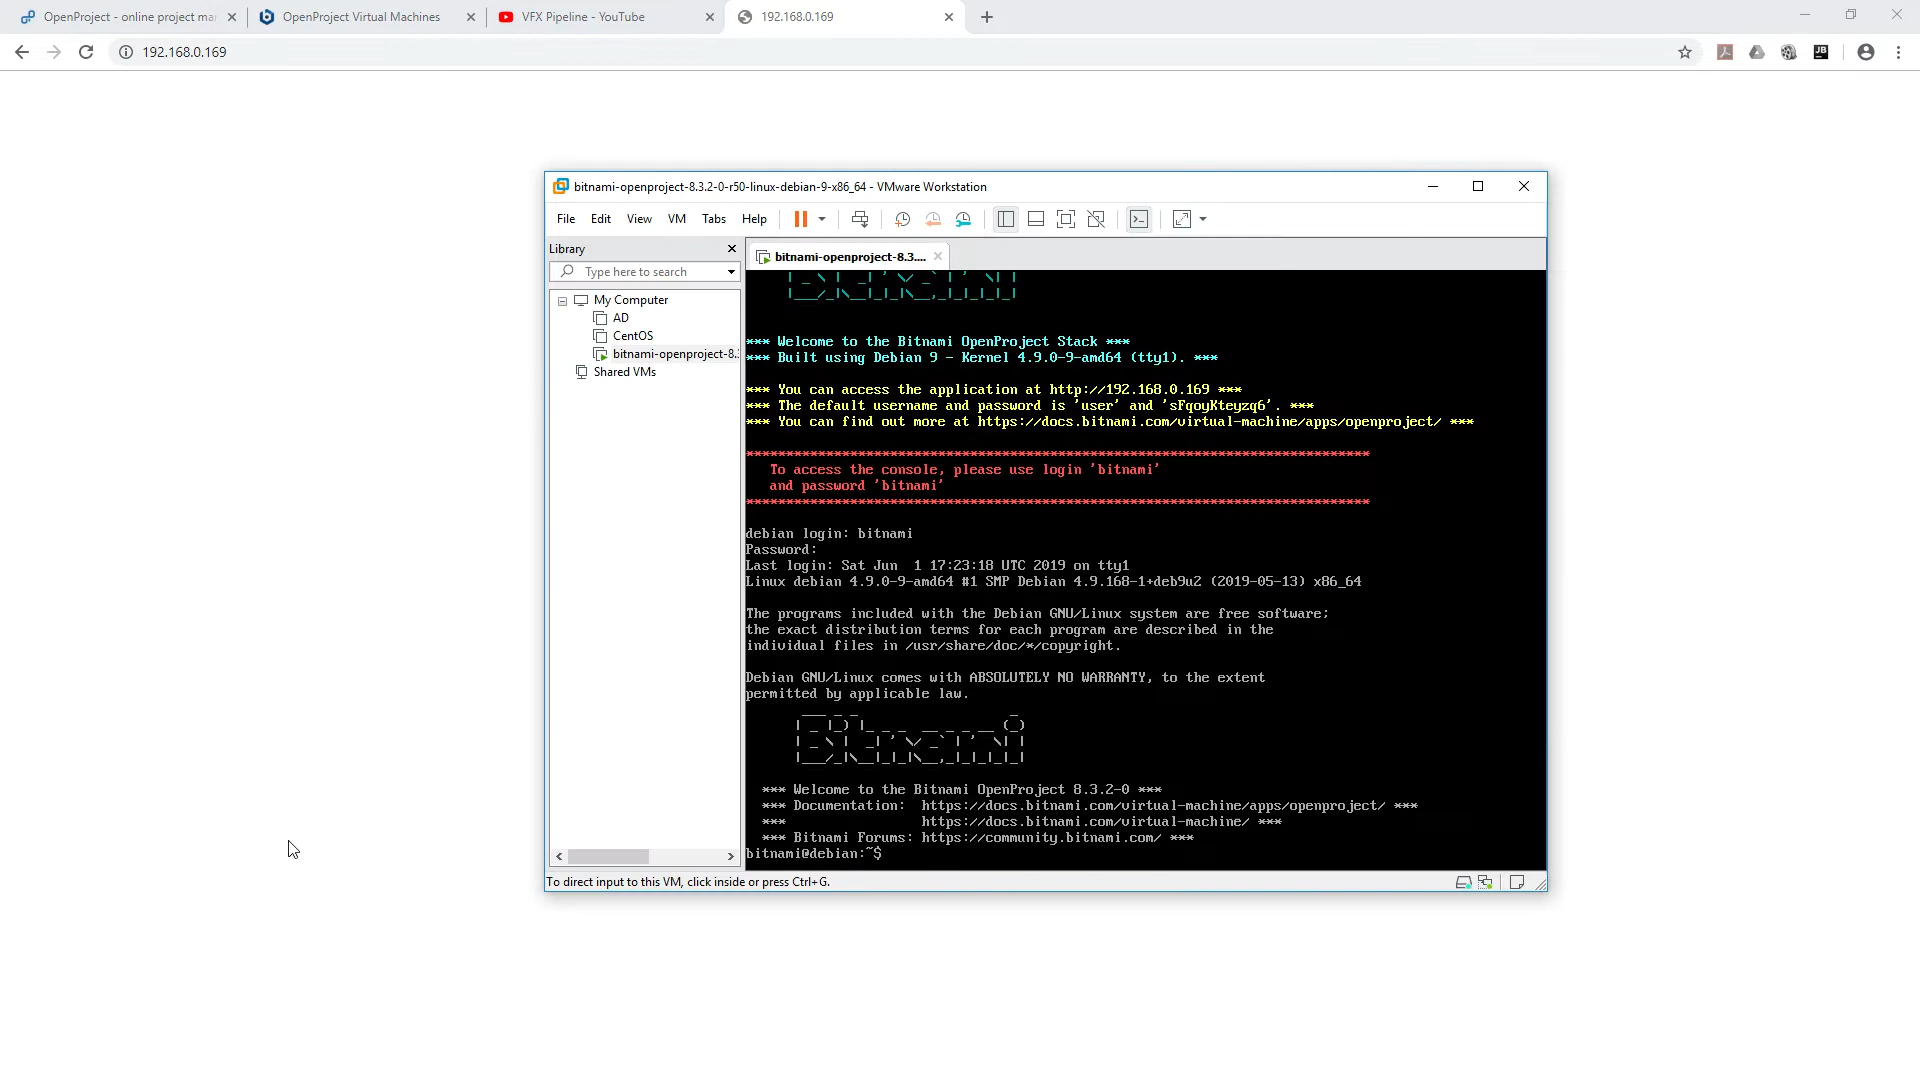 OpenProject - online project mar
OpenProject Virtual Machines
VFX Pipeline - YouTube
192.168.0.169
192.168.0.169
JB
bitnami-openproject-8.3.2-0-r50-linux-debian-9-x86_64 - VMware Workstation
File Edit View VM Tabs Help
Library
bitnami-openproject-8.3....
Type here to search
My Computer
AD
CentOS
bitnami-openproject-8.3
Shared VMs
*** Welcome to the Bitnami OpenProject Stack ***
*** Built using Debian 9 - Kernel 4.9.0-9-amd64 (tty1). ***
*** You can access the application at http://192.168.0.169 ***
*** The default username and password is 'user' and 'sFqoyKteyzq6'. ***
*** You can find out more at https://docs.bitnami.com/virtual-machine/apps/openproject/ ***
******************************************************************************
To access the console, please use login 'bitnami'
and password 'bitnami'
******************************************************************************
debian login: bitnami
Password:
Last login: Sat Jun  1 17:23:18 UTC 2019 on tty1
Linux debian 4.9.0-9-amd64 #1 SMP Debian 4.9.168-1+deb9u2 (2019-05-13) x86_64
The programs included with the Debian GNU/Linux system are free software;
the exact distribution terms for each program are described in the
individual files in /usr/share/doc/*/copyright.
Debian GNU/Linux comes with ABSOLUTELY NO WARRANTY, to the extent
permitted by applicable law.
Bitnami
*** Welcome to the Bitnami OpenProject 8.3.2-0 ***
*** Documentation:  https://docs.bitnami.com/virtual-machine/apps/openproject/ ***
***                 https://docs.bitnami.com/virtual-machine/ ***
*** Bitnami Forums: https://community.bitnami.com/ ***
bitnami@debian:~$
To direct input to this VM, click inside or press Ctrl+G.